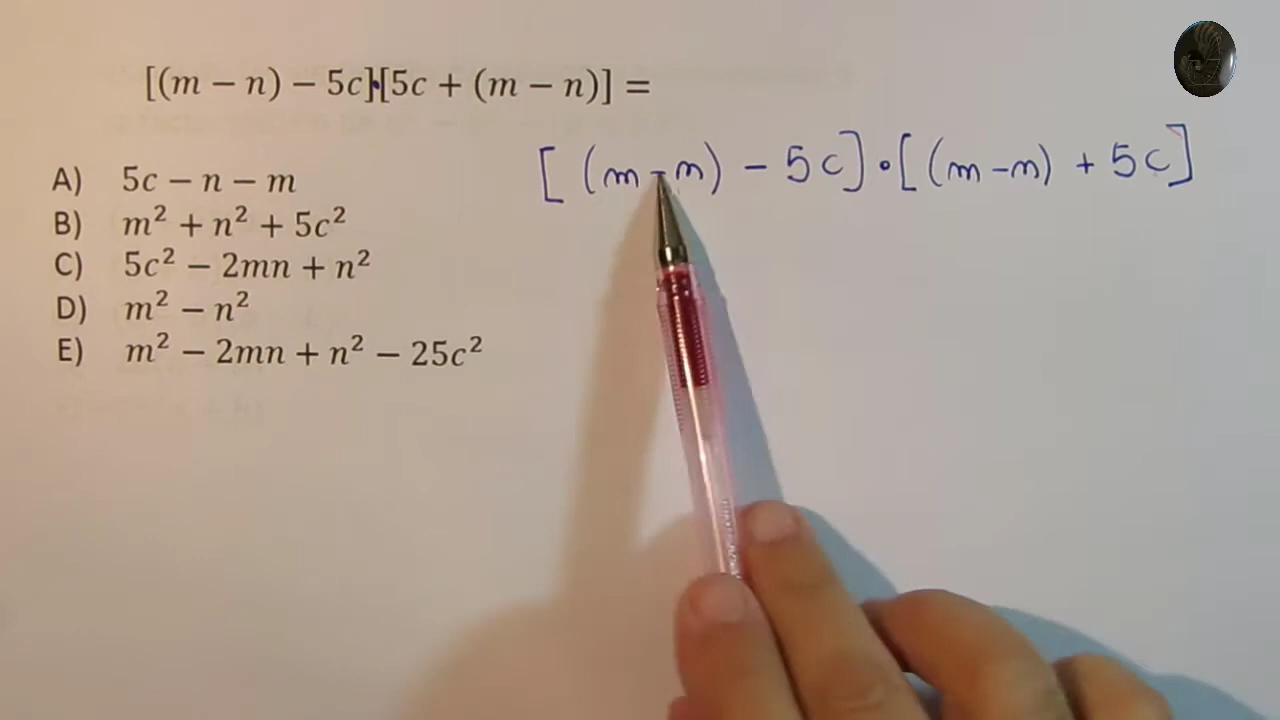 [(m − n) − 5c]·[5c + (m − n)] =
[ (m − n) − 5c ] · [ (m − n) + 5c ]
A) 5c − n − m
B) m² + n² + 5c²
C) 5c² − 2mn + n²
D) m² − n²
E) m² − 2mn + n² − 25c²